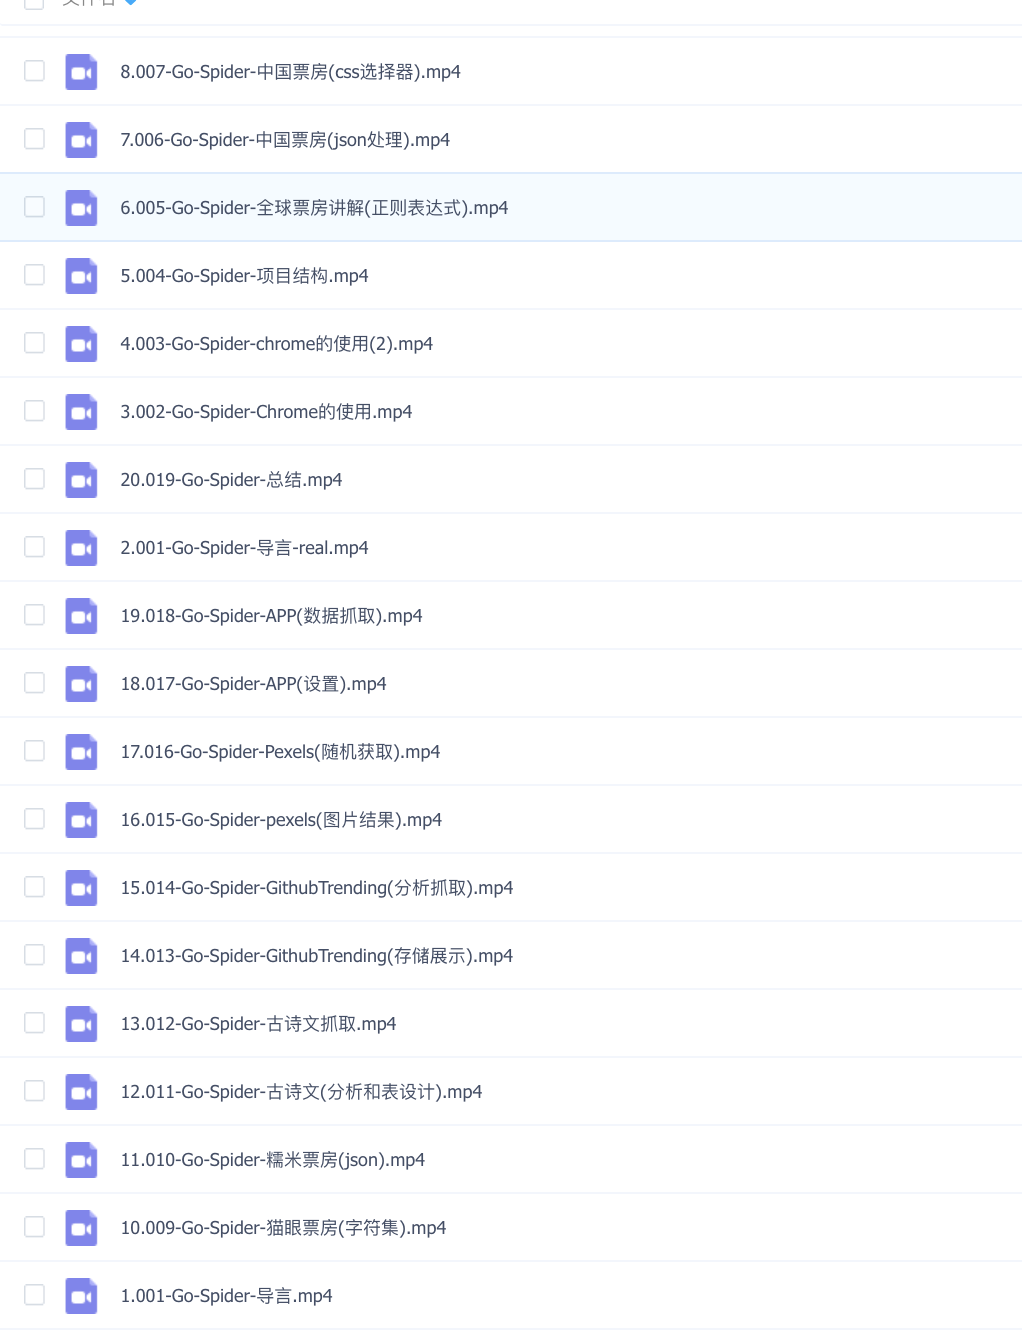 文件名
8.007-Go-Spider-中国票房(css选择器).mp4
7.006-Go-Spider-中国票房(json处理).mp4
6.005-Go-Spider-全球票房讲解(正则表达式).mp4
5.004-Go-Spider-项目结构.mp4
4.003-Go-Spider-chrome的使用(2).mp4
3.002-Go-Spider-Chrome的使用.mp4
20.019-Go-Spider-总结.mp4
2.001-Go-Spider-导言-real.mp4
19.018-Go-Spider-APP(数据抓取).mp4
18.017-Go-Spider-APP(设置).mp4
17.016-Go-Spider-Pexels(随机获取).mp4
16.015-Go-Spider-pexels(图片结果).mp4
15.014-Go-Spider-GithubTrending(分析抓取).mp4
14.013-Go-Spider-GithubTrending(存储展示).mp4
13.012-Go-Spider-古诗文抓取.mp4
12.011-Go-Spider-古诗文(分析和表设计).mp4
11.010-Go-Spider-糯米票房(json).mp4
10.009-Go-Spider-猫眼票房(字符集).mp4
1.001-Go-Spider-导言.mp4